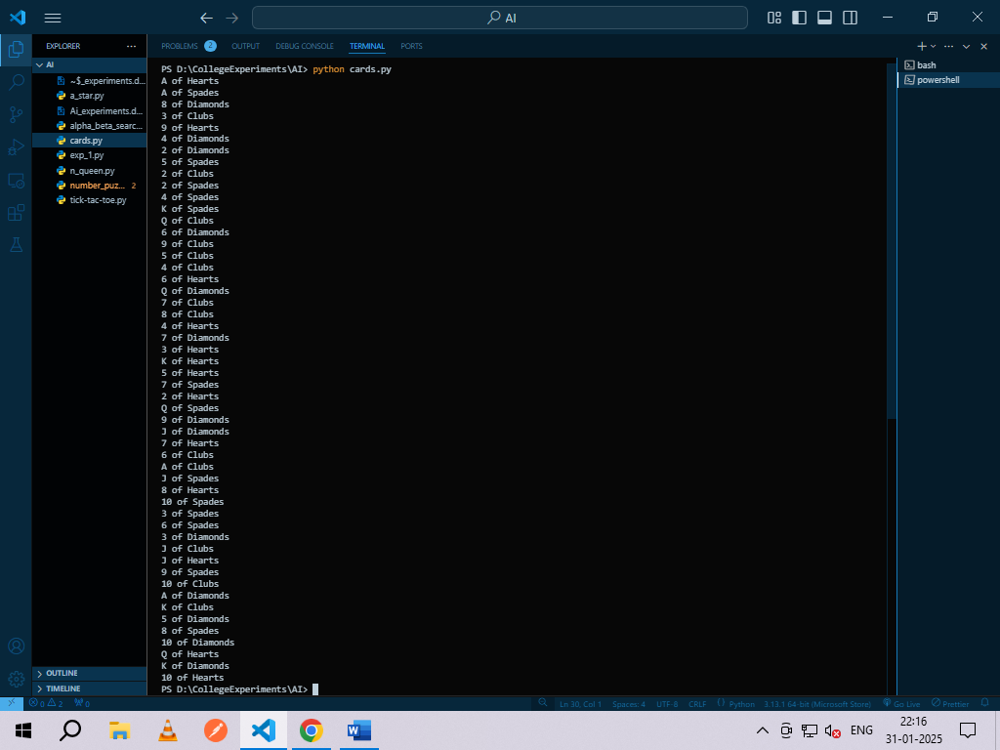 AI
EXPLORER
PROBLEMS 2 OUTPUT DEBUG CONSOLE TERMINAL PORTS
AI
~$_experiments.d...
a_star.py
Ai_experiments.d...
alpha_beta_searc...
cards.py
exp_1.py
n_queen.py
number_puz... 2
tick-tac-toe.py
OUTLINE
TIMELINE
PS D:\CollegeExperiments\AI> python cards.py
A of Hearts
A of Spades
8 of Diamonds
3 of Clubs
9 of Hearts
4 of Diamonds
2 of Diamonds
5 of Spades
2 of Clubs
2 of Spades
4 of Spades
K of Spades
Q of Clubs
6 of Diamonds
9 of Clubs
5 of Clubs
4 of Clubs
6 of Hearts
Q of Diamonds
7 of Clubs
8 of Clubs
4 of Hearts
7 of Diamonds
3 of Hearts
K of Hearts
5 of Hearts
7 of Spades
2 of Hearts
Q of Spades
9 of Diamonds
J of Diamonds
7 of Hearts
6 of Clubs
A of Clubs
J of Spades
8 of Hearts
10 of Spades
3 of Spades
6 of Spades
3 of Diamonds
J of Clubs
J of Hearts
9 of Spades
10 of Clubs
A of Diamonds
K of Clubs
5 of Diamonds
8 of Spades
10 of Diamonds
Q of Hearts
K of Diamonds
10 of Hearts
PS D:\CollegeExperiments\AI>
bash
powershell
0 2 0 Ln 30, Col 1 Spaces: 4 UTF-8 CRLF Python 3.13.1 64-bit (Microsoft Store) Go Live Prettier
ENG
22:16
31-01-2025